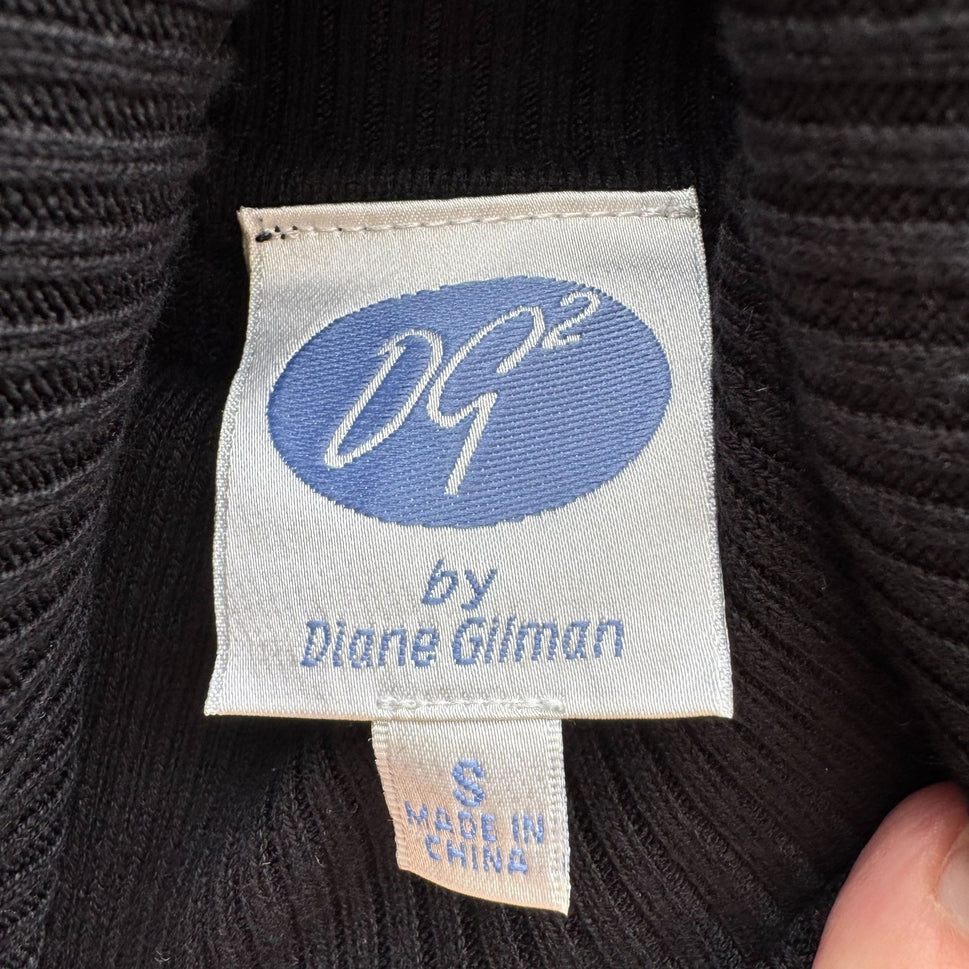 DG²
by
Diane Gilman
S
MADE IN
CHINA